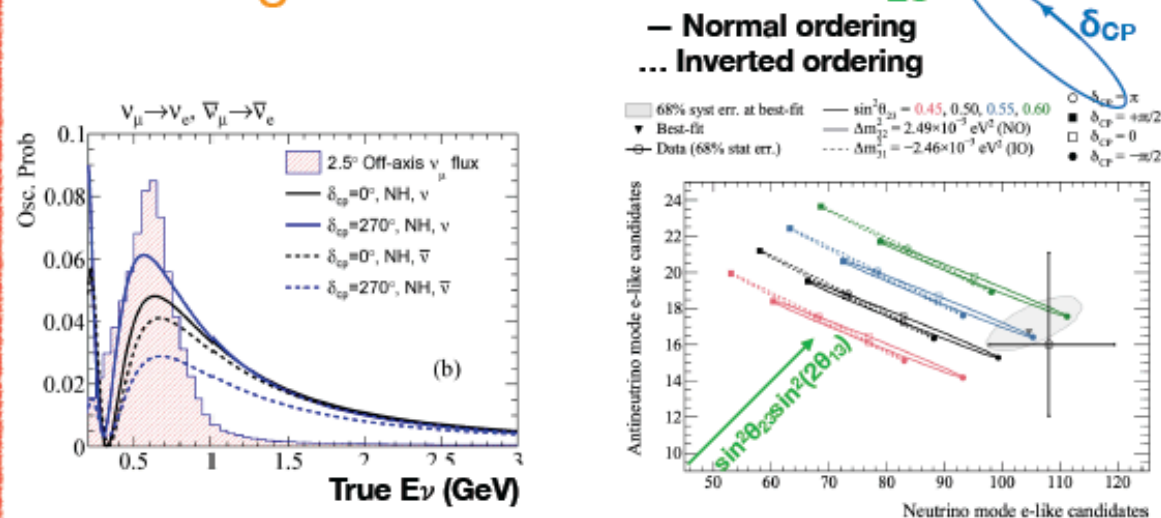 νμ→νe, ν̅μ→ν̅e
Osc. Prob
0.1
0.08
0.06
0.04
0.02
0
2.5° Off-axis νμ flux
δcp=0°, NH, ν
δcp=270°, NH, ν
δcp=0°, NH, ν̅
δcp=270°, NH, ν̅
(b)
0.5
1
1.5
2
2.5
3
True Eν (GeV)
δCP
— Normal ordering
... Inverted ordering
68% syst err. at best-fit
Best-fit
Data (68% stat err.)
sin²θ23 = 0.45, 0.50, 0.55, 0.60
Δm²32 = 2.49×10⁻³ eV² (NO)
Δm²31 = −2.46×10⁻³ eV² (IO)
δCP = π
δCP = +π/2
δCP = 0
δCP = −π/2
Antineutrino mode e-like candidates
24
22
20
18
16
14
12
10
sin²θ23sin²(2θ13)
50
60
70
80
90
100
110
120
Neutrino mode e-like candidates